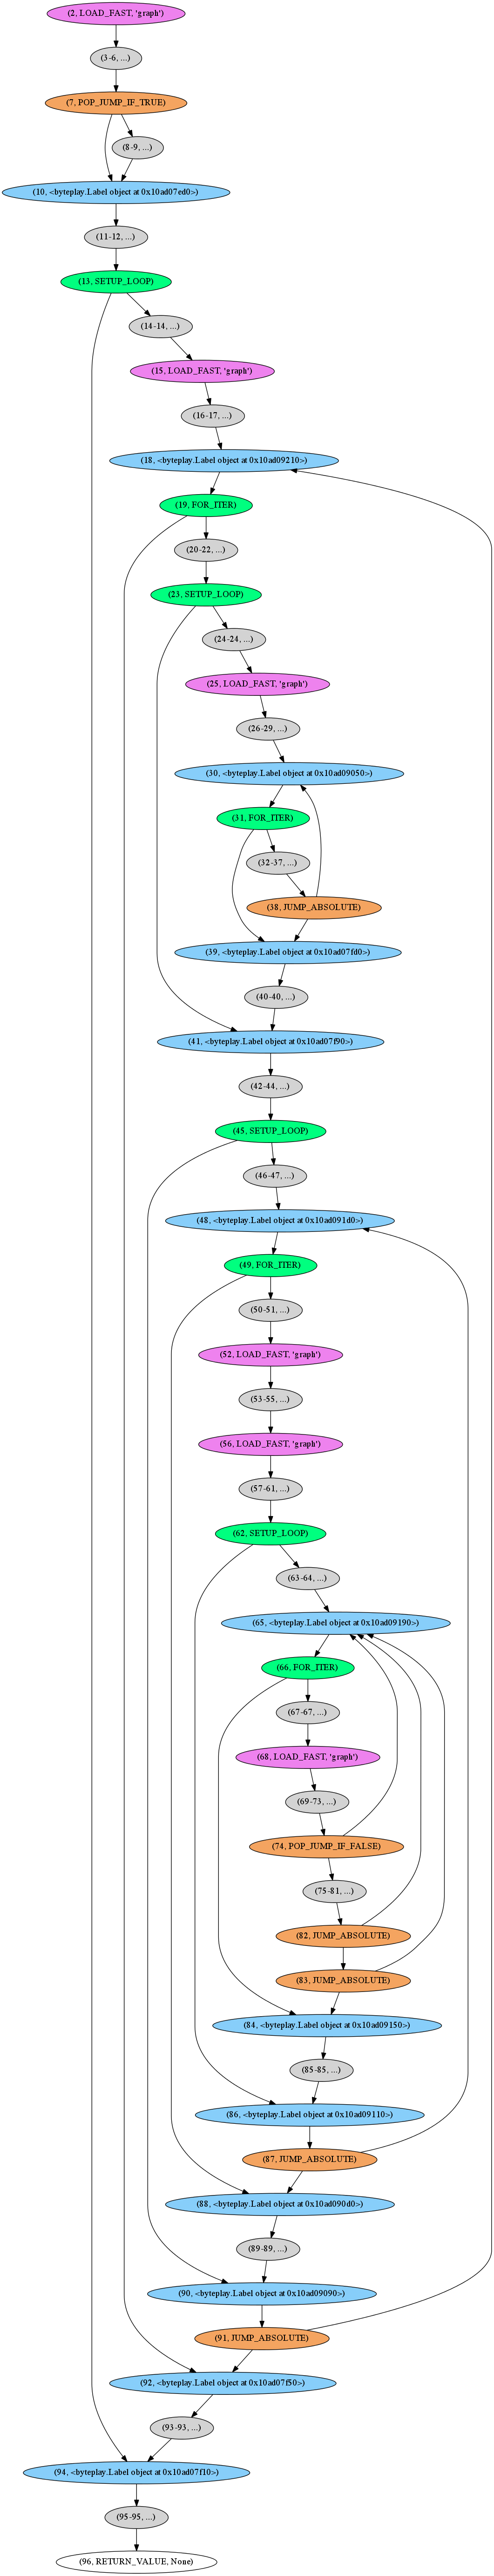 (2, LOAD_FAST, 'graph')
(3-6, ...)
(7, POP_JUMP_IF_TRUE)
(8-9, ...)
(10, <byteplay.Label object at 0x10ad07ed0>)
(11-12, ...)
(13, SETUP_LOOP)
(14-14, ...)
(15, LOAD_FAST, 'graph')
(16-17, ...)
(18, <byteplay.Label object at 0x10ad09210>)
(19, FOR_ITER)
(20-22, ...)
(23, SETUP_LOOP)
(24-24, ...)
(25, LOAD_FAST, 'graph')
(26-29, ...)
(30, <byteplay.Label object at 0x10ad09050>)
(31, FOR_ITER)
(32-37, ...)
(38, JUMP_ABSOLUTE)
(39, <byteplay.Label object at 0x10ad07fd0>)
(40-40, ...)
(41, <byteplay.Label object at 0x10ad07f90>)
(42-44, ...)
(45, SETUP_LOOP)
(46-47, ...)
(48, <byteplay.Label object at 0x10ad091d0>)
(49, FOR_ITER)
(50-51, ...)
(52, LOAD_FAST, 'graph')
(53-55, ...)
(56, LOAD_FAST, 'graph')
(57-61, ...)
(62, SETUP_LOOP)
(63-64, ...)
(65, <byteplay.Label object at 0x10ad09190>)
(66, FOR_ITER)
(67-67, ...)
(68, LOAD_FAST, 'graph')
(69-73, ...)
(74, POP_JUMP_IF_FALSE)
(75-81, ...)
(82, JUMP_ABSOLUTE)
(83, JUMP_ABSOLUTE)
(84, <byteplay.Label object at 0x10ad09150>)
(85-85, ...)
(86, <byteplay.Label object at 0x10ad09110>)
(87, JUMP_ABSOLUTE)
(88, <byteplay.Label object at 0x10ad090d0>)
(89-89, ...)
(90, <byteplay.Label object at 0x10ad09090>)
(91, JUMP_ABSOLUTE)
(92, <byteplay.Label object at 0x10ad07f50>)
(93-93, ...)
(94, <byteplay.Label object at 0x10ad07f10>)
(95-95, ...)
(96, RETURN_VALUE, None)